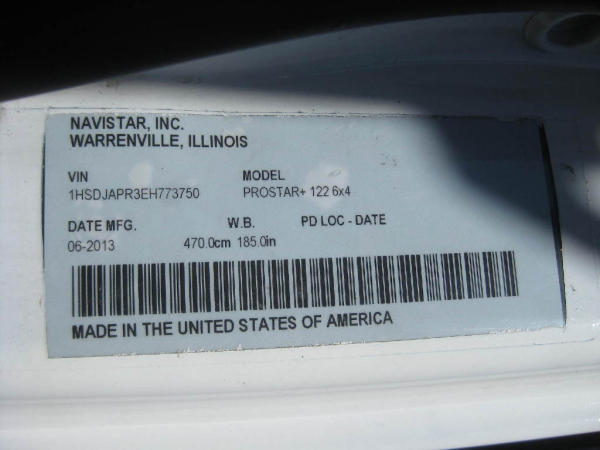 NAVISTAR, INC.
WARRENVILLE, ILLINOIS
VIN MODEL
1HSDJAPR3EH773750 PROSTAR+ 122 6x4
DATE MFG. W.B. PD LOC - DATE
06-2013 470.0cm 185.0in
MADE IN THE UNITED STATES OF AMERICA